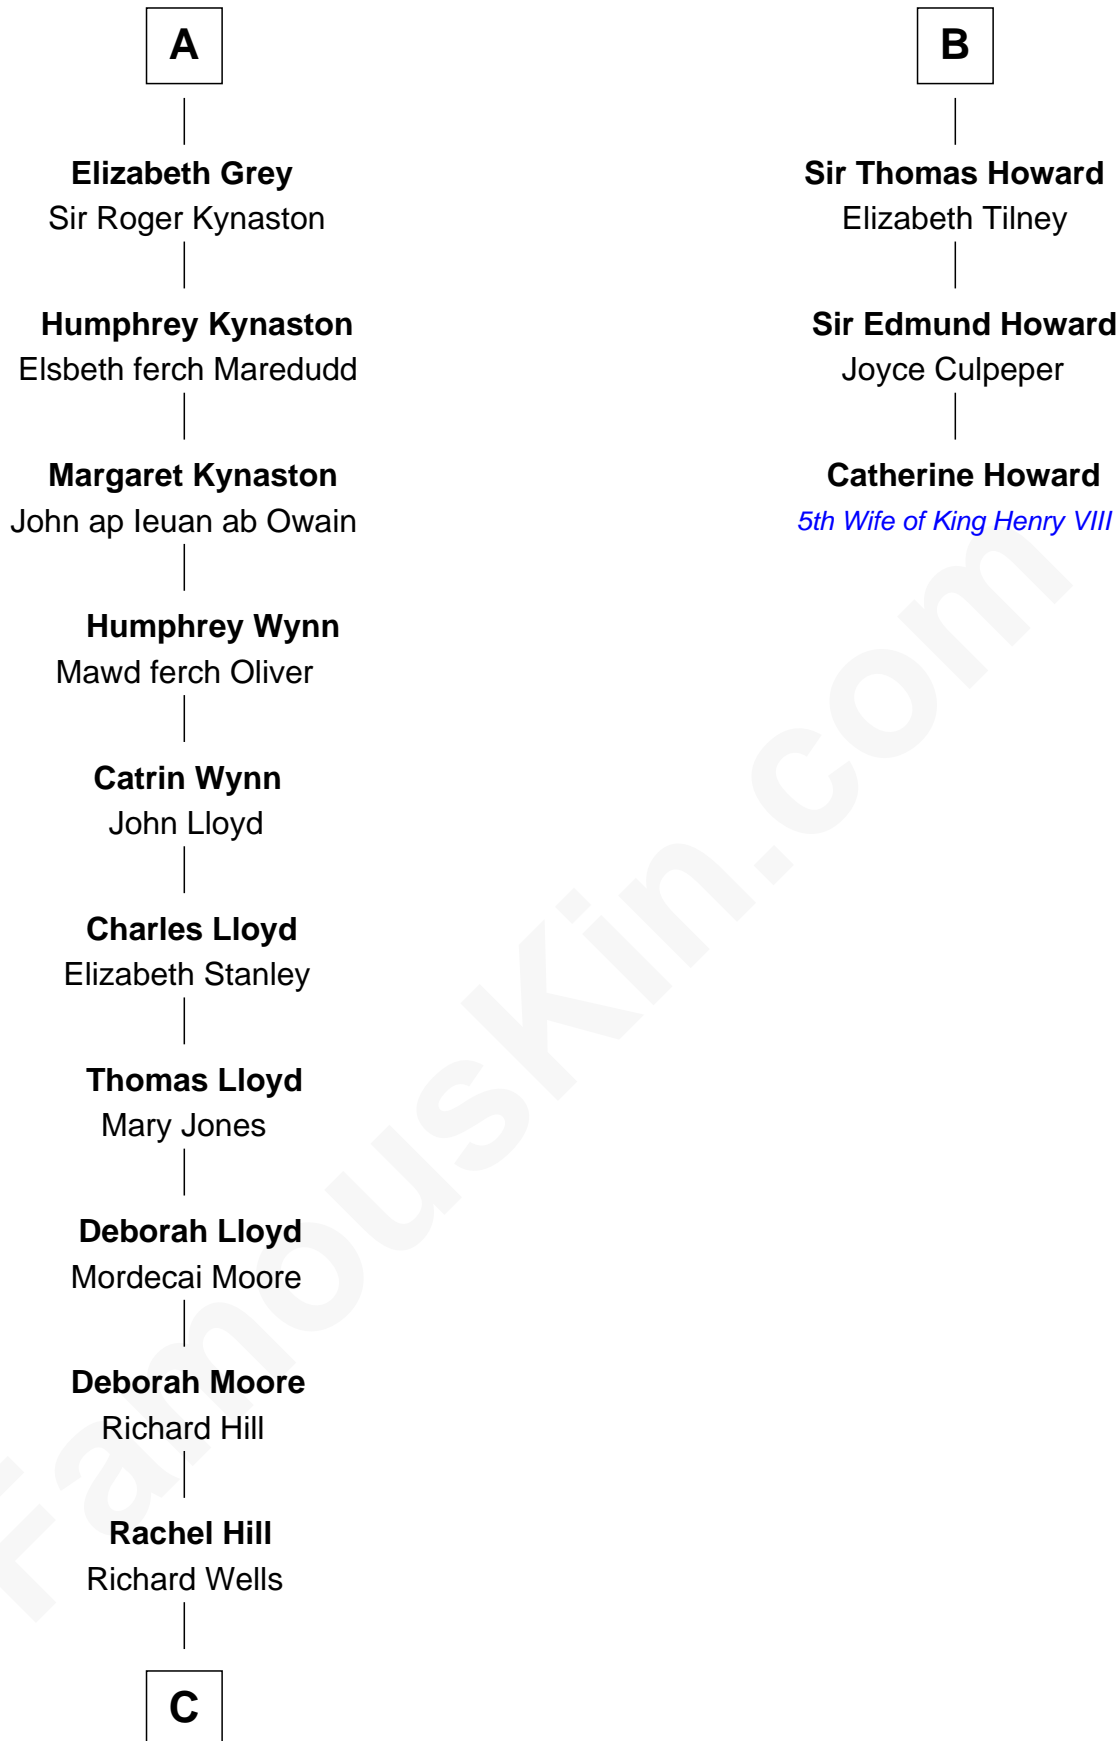 A
Elizabeth Grey
Sir Roger Kynaston
Humphrey Kynaston
Elsbeth ferch Maredudd
Margaret Kynaston
John ap Ieuan ab Owain
Humphrey Wynn
Mawd ferch Oliver
Catrin Wynn
John Lloyd
Charles Lloyd
Elizabeth Stanley
Thomas Lloyd
Mary Jones
Deborah Lloyd
Mordecai Moore
Deborah Moore
Richard Hill
Rachel Hill
Richard Wells
C
B
Sir Thomas Howard
Elizabeth Tilney
Sir Edmund Howard
Joyce Culpeper
Catherine Howard
5th Wife of King Henry VIII
FamousKin.com